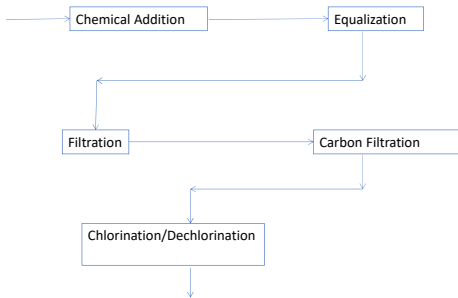 Chemical Addition
Equalization
Filtration
Carbon Filtration
Chlorination/Dechlorination